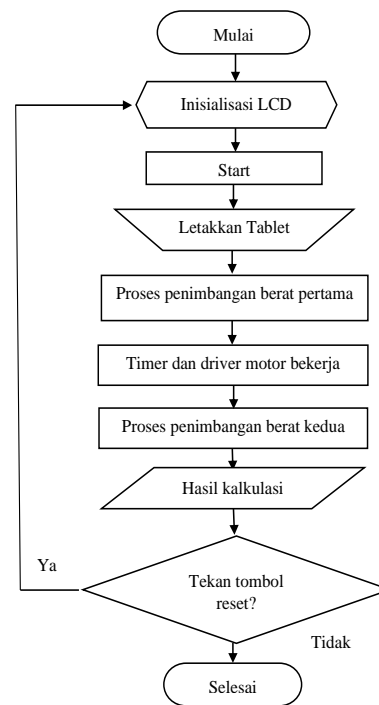 Mulai
Inisialisasi LCD
Start
Letakkan Tablet
Proses penimbangan berat pertama
Timer dan driver motor bekerja
Proses penimbangan berat kedua
Hasil kalkulasi
Ya
Tekan tombol
reset?
Tidak
Selesai